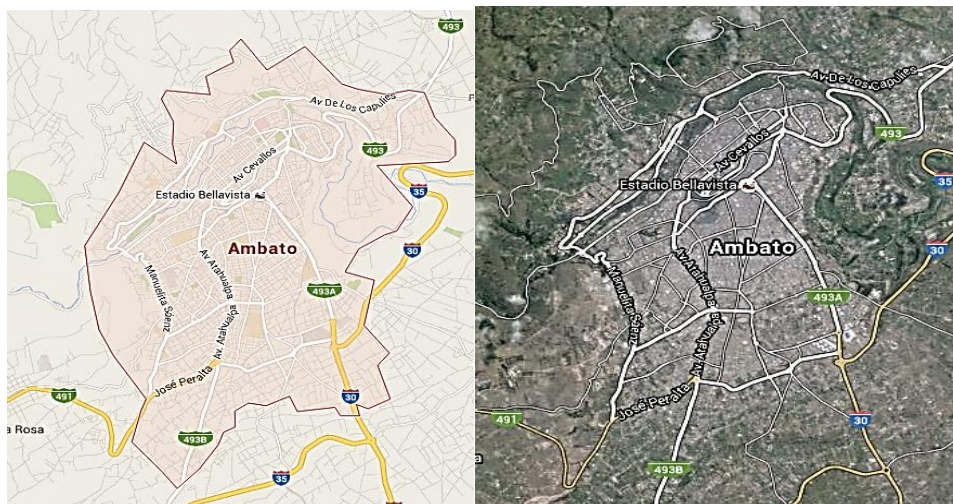 493
Av De Los Capulíes
493
Av Cevallos
35
Estadio Bellavista
30
Ambato
Av Atahualpa
Manuelita Sáenz
493A
Av. Atahualpa
José Peralta
30
491
a Rosa
493B
35
Av De Los Capulíes
493
Av Cevallos
35
Estadio Bellavista
Ambato
30
Av Atahualpa
Manuelita Sáenz
493A
Av Atahualpa
José Peralta
491
30
493B
a